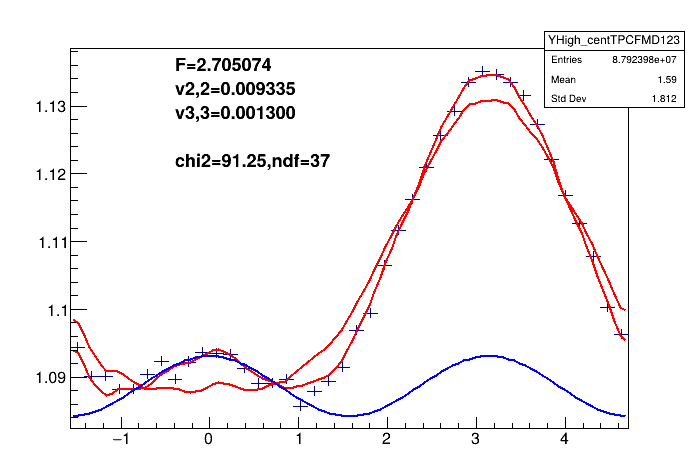 YHigh_centTPCFMD123
Entries 8.792398e+07
Mean 1.59
Std Dev 1.812
F=2.705074
v2,2=0.009335
v3,3=0.001300
chi2=91.25,ndf=37
1.13
1.12
1.11
1.1
1.09
−1 0 1 2 3 4